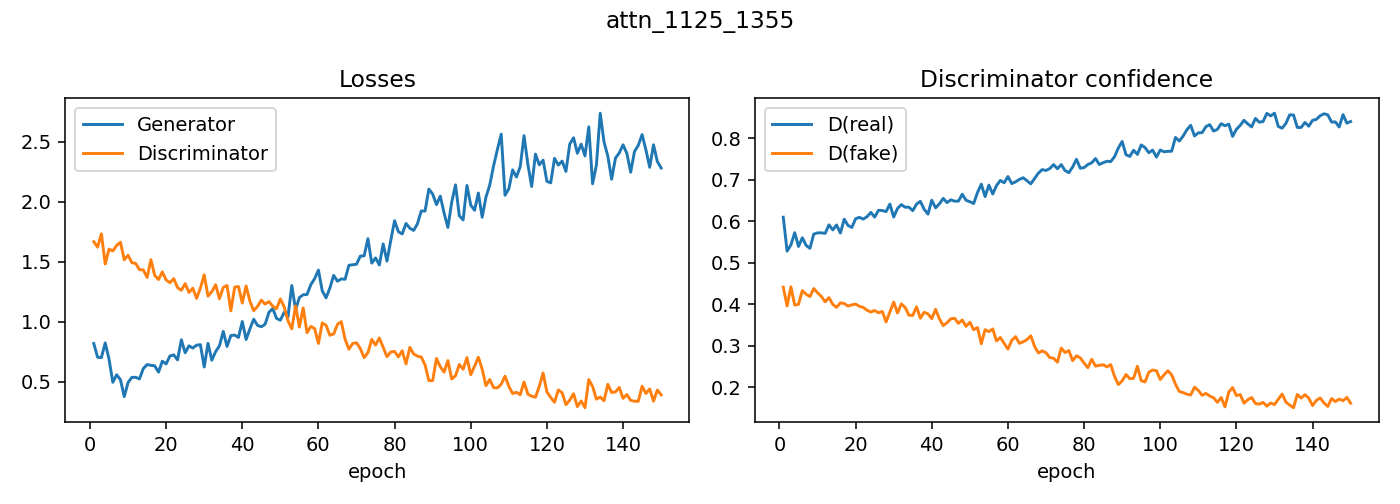 attn_1125_1355
Losses
Generator
Discriminator
2.5
2.0
1.5
1.0
0.5
0 20 40 60 80 100 120 140
epoch
Discriminator confidence
D(real)
D(fake)
0.8
0.7
0.6
0.5
0.4
0.3
0.2
0 20 40 60 80 100 120 140
epoch